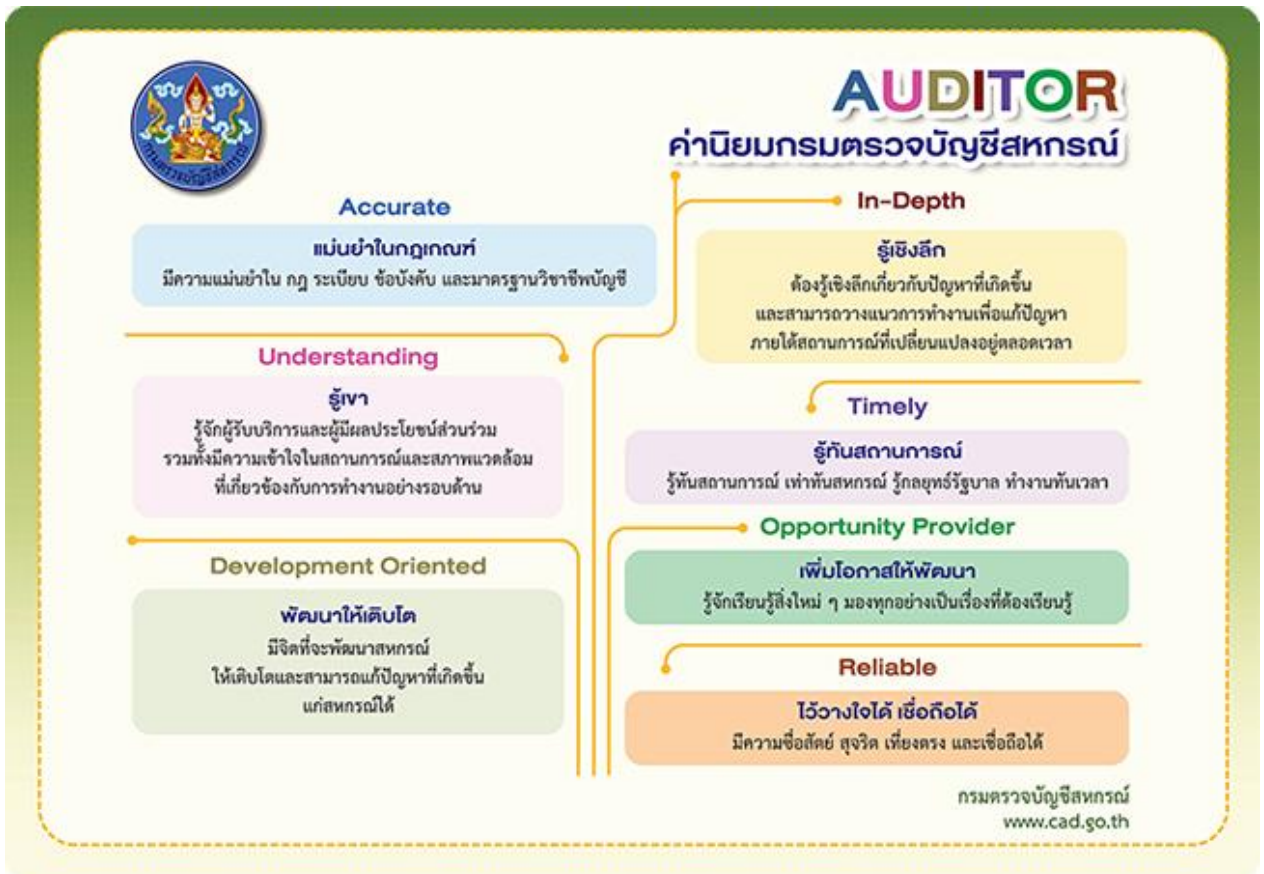 กรมตรวจบัญชีสหกรณ์
AUDITOR
ค่านิยมกรมตรวจบัญชีสหกรณ์
Accurate
แม่นยำในกฎเกณฑ์
มีความแม่นยำใน กฎ ระเบียบ ข้อบังคับ และมาตรฐานวิชาชีพบัญชี
Understanding
รู้เขา
รู้จักผู้รับบริการและผู้มีผลประโยชน์ส่วนร่วม
รวมทั้งมีความเข้าใจในสถานการณ์และสภาพแวดล้อม
ที่เกี่ยวข้องกับการทำงานอย่างรอบด้าน
Development Oriented
พัฒนาให้เติบโต
มีจิตที่จะพัฒนาสหกรณ์
ให้เติบโตและสามารถแก้ปัญหาที่เกิดขึ้น
แก่สหกรณ์ได้
In-Depth
รู้เชิงลึก
ต้องรู้เชิงลึกเกี่ยวกับปัญหาที่เกิดขึ้น
และสามารถวางแนวการทำงานเพื่อแก้ปัญหา
ภายใต้สถานการณ์ที่เปลี่ยนแปลงอยู่ตลอดเวลา
Timely
รู้ทันสถานการณ์
รู้ทันสถานการณ์ เท่าทันสหกรณ์ รู้กลยุทธ์รัฐบาล ทำงานทันเวลา
Opportunity Provider
เพิ่มโอกาสให้พัฒนา
รู้จักเรียนรู้สิ่งใหม่ ๆ มองทุกอย่างเป็นเรื่องที่ต้องเรียนรู้
Reliable
ไว้วางใจได้ เชื่อถือได้
มีความซื่อสัตย์ สุจริต เที่ยงตรง และเชื่อถือได้
กรมตรวจบัญชีสหกรณ์
www.cad.go.th